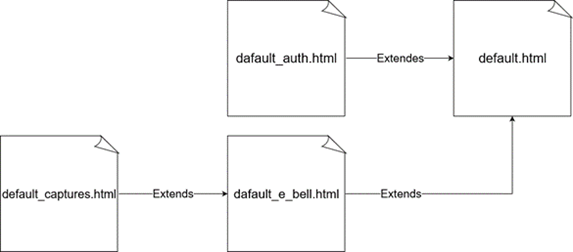 dafault_auth.html
Extendes
default.html
default_captures.html
Extends
dafault_e_bell.html
Extends